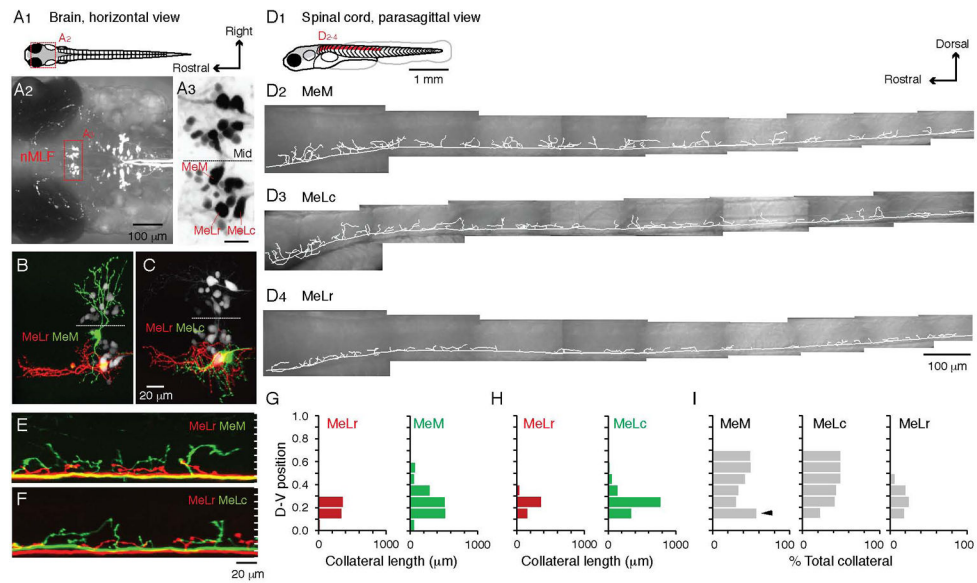 A1 Brain, horizontal view
A2
Right
Rostral
D1 Spinal cord, parasagittal view
D2-4
1 mm
Dorsal
Rostral
A2
nMLF
100 μm
A3
Mid
MeM
MeLr MeLc
D2 MeM
D3 MeLc
D4 MeLr
100 μm
B
MeLr MeM
C
MeLr MeLc
20 μm
E
MeLr MeM
F
MeLr MeLc
20 μm
G
D-V position
1.0
0.8
0.6
0.4
0.2
0.0
MeLr
MeM
0 1000 0 1000
Collateral length (μm)
H
MeLr
MeLc
0 1000 0 1000
Collateral length (μm)
I
MeM
MeLc
MeLr
0 100 0 100 0 100
% Total collateral